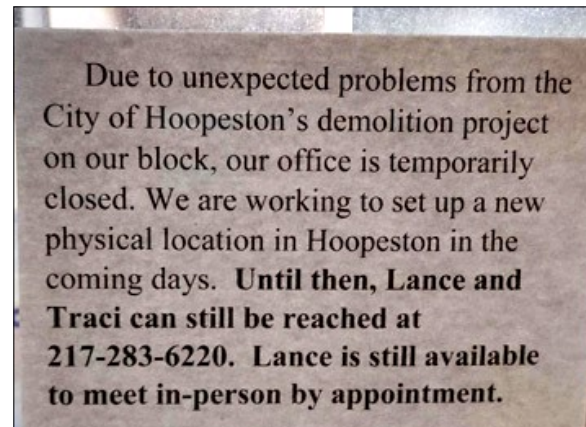 Due to unexpected problems from the
City of Hoopeston's demolition project
on our block, our office is temporarily
closed. We are working to set up a new
physical location in Hoopeston in the
coming days.  Until then, Lance and
Traci can still be reached at
217-283-6220.  Lance is still available
to meet in-person by appointment.